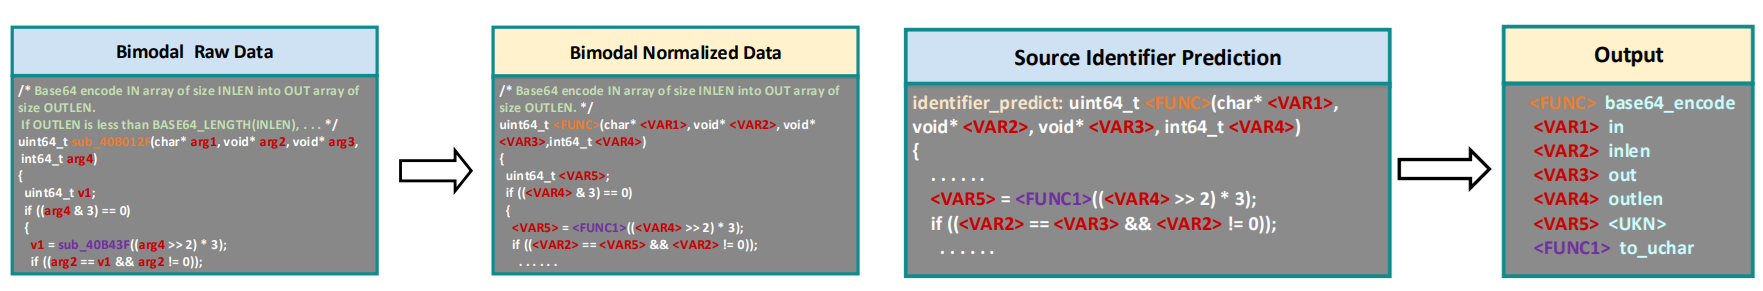 Bimodal Raw Data
/* Base64 encode IN array of size INLEN into OUT array of
size OUTLEN.
If OUTLEN is less than BASE64_LENGTH(INLEN), . . . */
uint64_t sub_40B012F(char* arg1, void* arg2, void* arg3,
int64_t arg4)
{
uint64_t v1;
if ((arg4 & 3) == 0)
{
v1 = sub_40B43F((arg4 >> 2) * 3);
if ((arg2 == v1 && arg2 != 0));
Bimodal Normalized Data
/* Base64 encode IN array of size INLEN into OUT array of
size OUTLEN. */
uint64_t <FUNC>(char* <VAR1>, void* <VAR2>, void*
<VAR3>,int64_t <VAR4>)
{
uint64_t <VAR5>;
if ((<VAR4> & 3) == 0)
{
<VAR5> = <FUNC1>((<VAR4> >> 2) * 3);
if ((<VAR2> == <VAR5> && <VAR2> != 0));
. . . . . .
Source Identifier Prediction
identifier_predict: uint64_t <FUNC>(char* <VAR1>,
void* <VAR2>, void* <VAR3>, int64_t <VAR4>)
{
. . . . . .
<VAR5> = <FUNC1>((<VAR4> >> 2) * 3);
if ((<VAR2> == <VAR3> && <VAR2> != 0));
. . . . . .
Output
<FUNC> base64_encode
<VAR1> in
<VAR2> inlen
<VAR3> out
<VAR4> outlen
<VAR5> <UKN>
<FUNC1> to_uchar